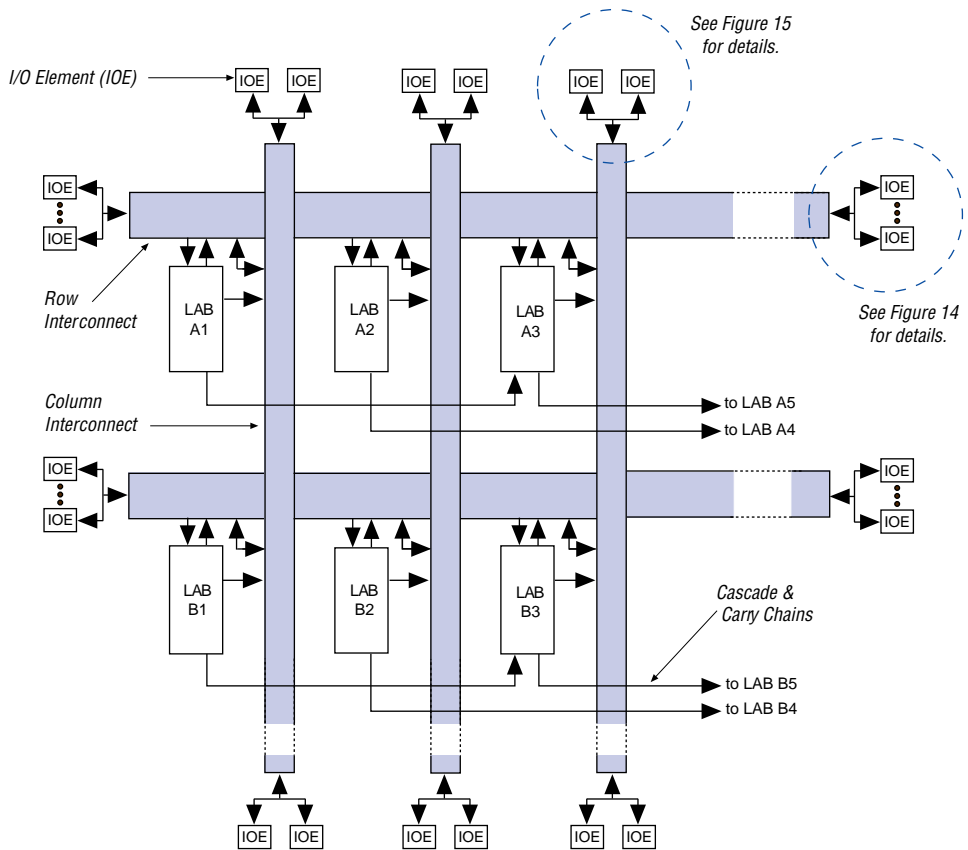 See Figure 15
for details.
I/O Element (IOE)
IOE IOE IOE IOE IOE IOE
IOE IOE
IOE IOE
Row
Interconnect
LAB
A1
LAB
A2
LAB
A3
See Figure 14
for details.
Column
Interconnect
to LAB A5
to LAB A4
IOE IOE
IOE IOE
LAB
B1
LAB
B2
LAB
B3
Cascade &
Carry Chains
to LAB B5
to LAB B4
IOE IOE IOE IOE IOE IOE